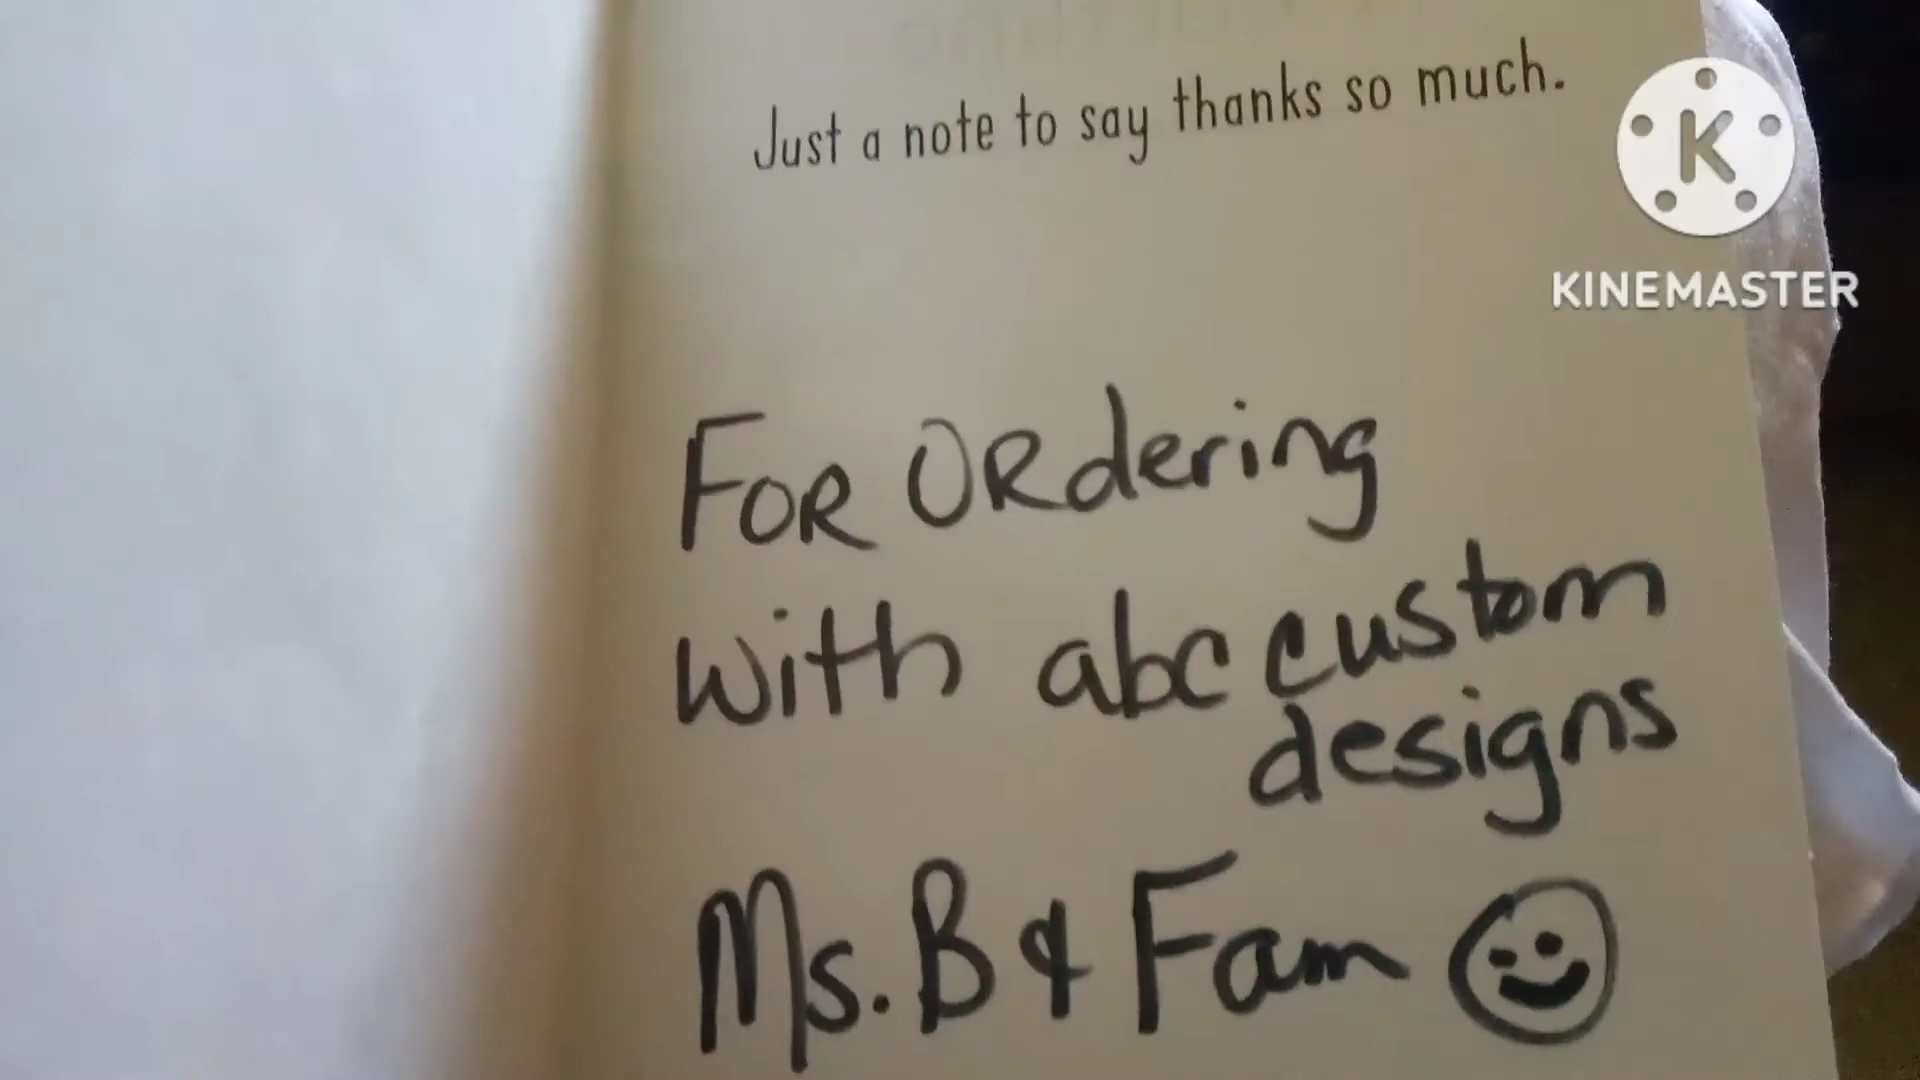 Just a note to say thanks so much.
K
KINEMASTER
FOR ORdering
with abc custom
designs
Ms. B & Fam